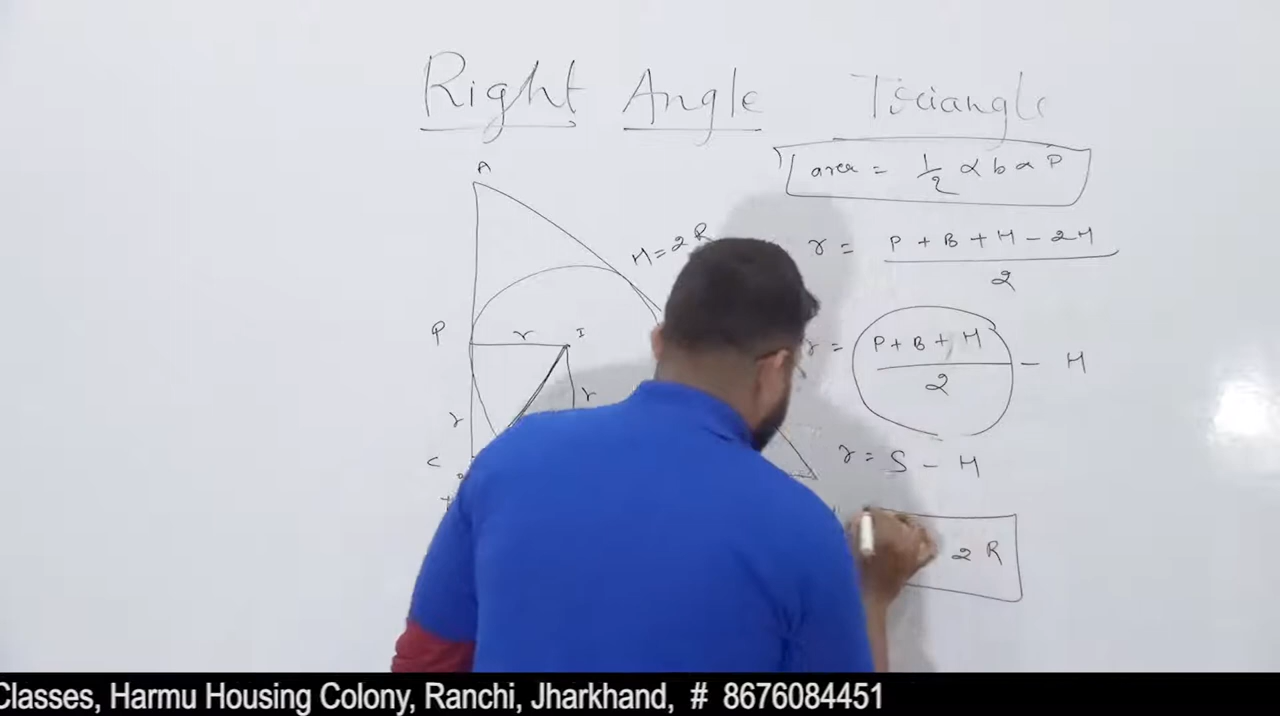 Right Angle Triangle
area = 1/2 × b × P
A
H = 2R
r = P + B + H - 2H / 2
P
r
I
r = P + B + H / 2 - H
r
r
C
r = S - H
2R
Classes, Harmu Housing Colony, Ranchi, Jharkhand, # 8676084451